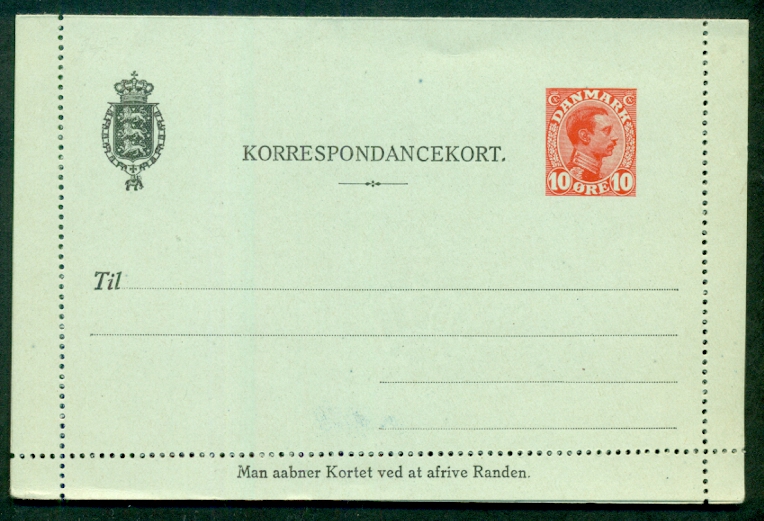 KORRESPONDANCEKORT.
C C
DANMARK
10 ØRE 10
Til
Man aabner Kortet ved at afrive Randen.